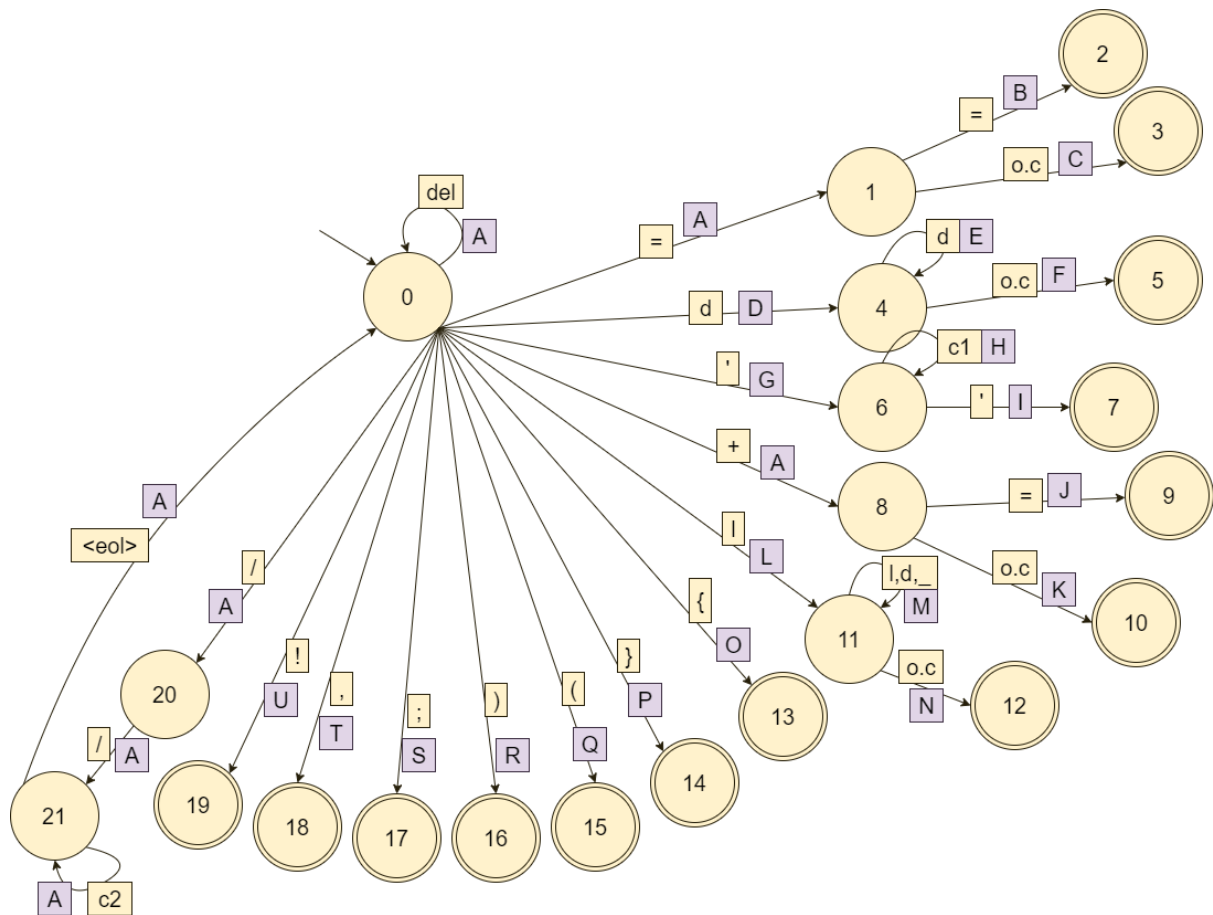 2
B
=
3
o.c C
1
del
A
A
=
d E
0
o.c F
5
4
d D
c1 H
' G
6
' I
7
+ A
J
=
9
8
A
<eol>
l
L
o.c
K
l,d,_
M
10
/
A
{
O
11
o.c
N
12
20
!
U
,
T
;
S
)
R
(
Q
}
P
13
/
A
14
21
19
18
17
16
15
A c2